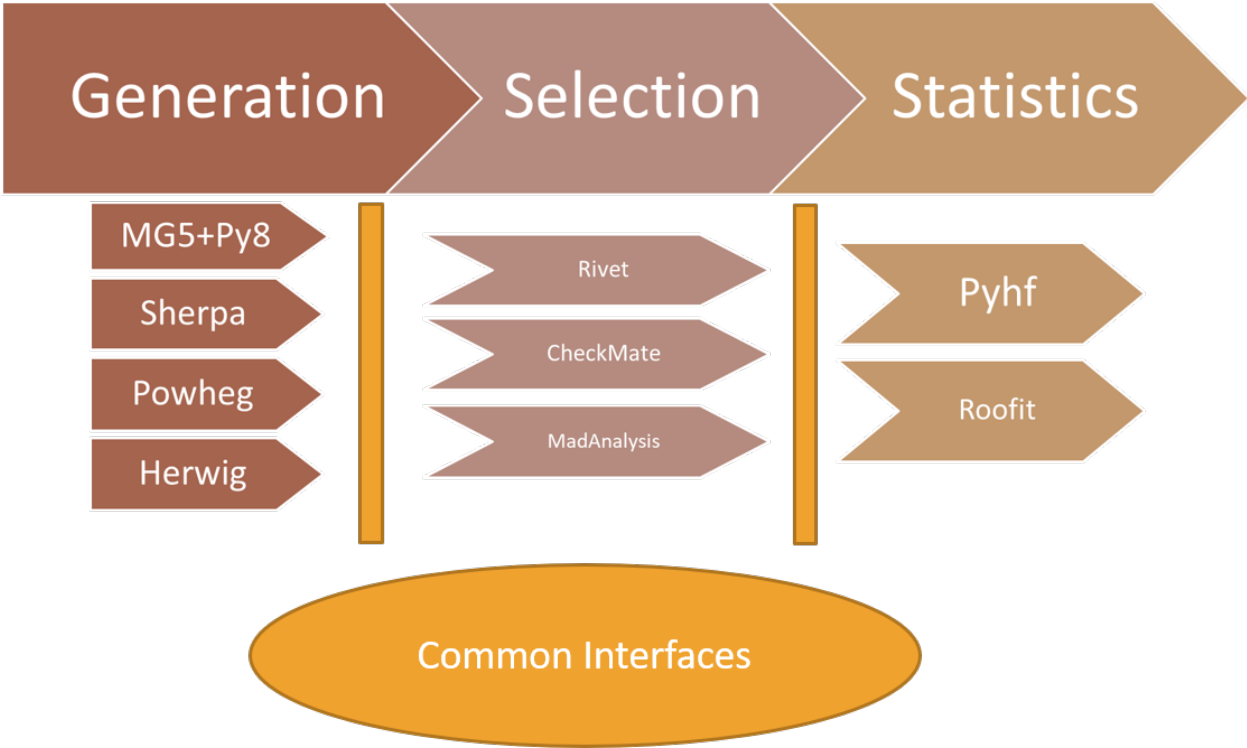 Generation
Selection
Statistics
MG5+Py8
Sherpa
Powheg
Herwig
Rivet
CheckMate
MadAnalysis
Pyhf
Roofit
Common Interfaces